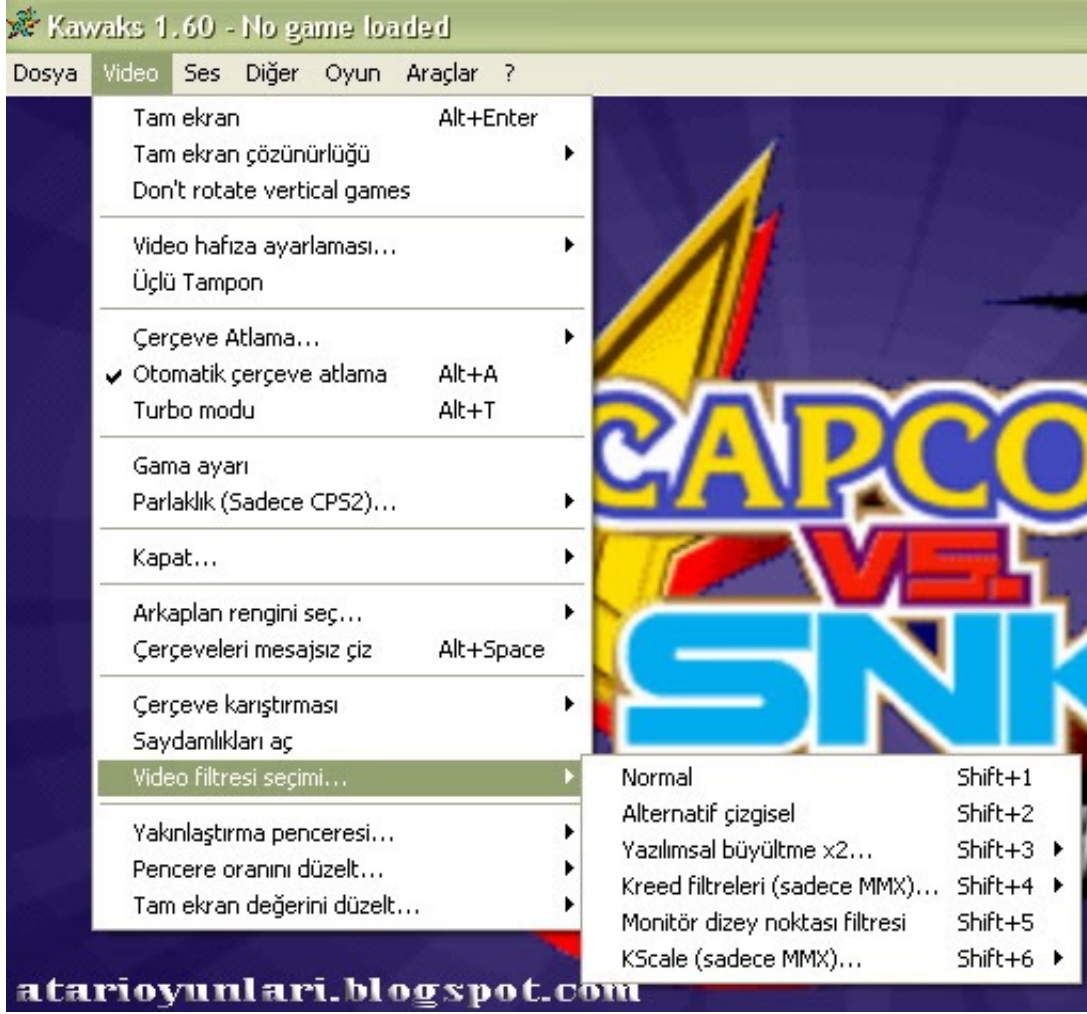 Kawaks 1.60 - No game loaded
Dosya Video Ses Diğer Oyun Araçlar ?
Tam ekran Alt+Enter
Tam ekran çözünürlüğü
Don't rotate vertical games
Video hafıza ayarlaması...
Üçlü Tampon
Çerçeve Atlama...
Otomatik çerçeve atlama Alt+A
Turbo modu Alt+T
Gama ayarı
Parlaklık (Sadece CPS2)...
Kapat...
Arkaplan rengini seç...
Çerçeveleri mesajsız çiz Alt+Space
Çerçeve karıştırması
Saydamlıkları aç
Video filtresi seçimi...
Yakınlaştırma penceresi...
Pencere oranını düzelt...
Tam ekran değerini düzelt...
Normal Shift+1
Alternatif çizgisel Shift+2
Yazılımsal büyültme x2... Shift+3
Kreed filtreleri (sadece MMX)... Shift+4
Monitör dizey noktası filtresi Shift+5
KScale (sadece MMX)... Shift+6
CAPCO
VS.
SNK
atarioyunlari.blogspot.com